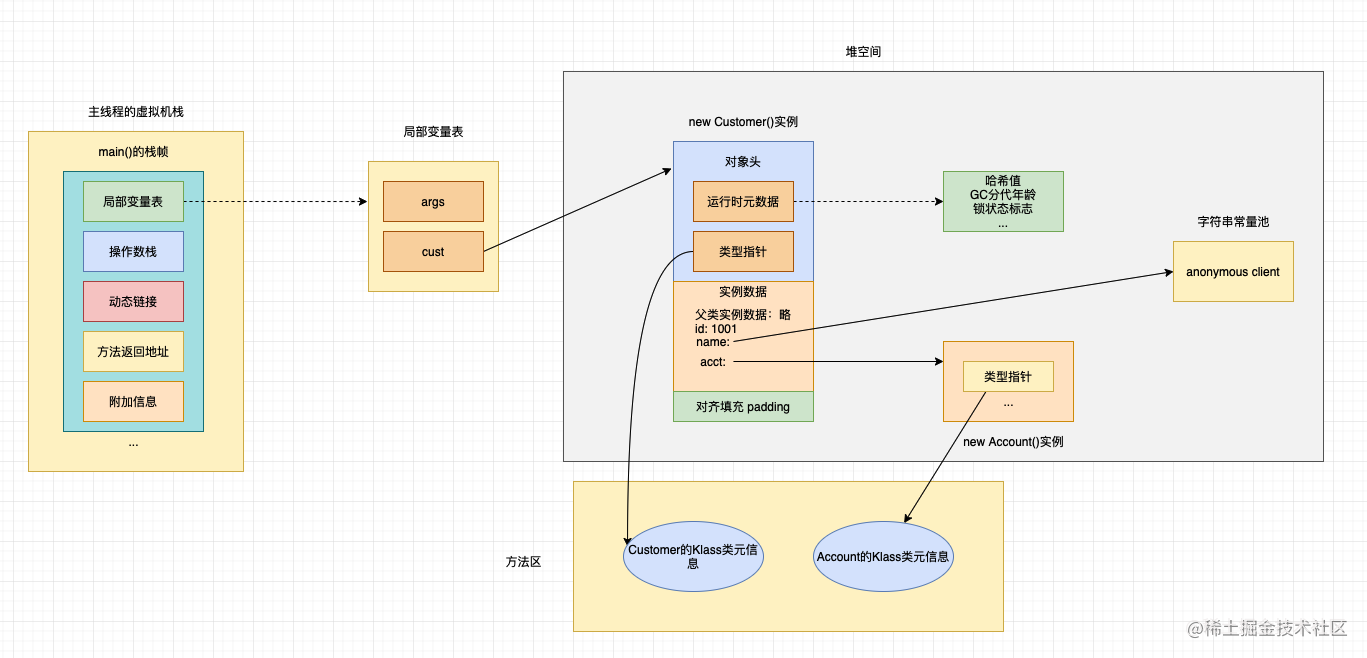 堆空间
主线程的虚拟机栈
main()的栈帧
局部变量表
操作数栈
动态链接
方法返回地址
附加信息
...
局部变量表
args
cust
new Customer()实例
对象头
运行时元数据
类型指针
实例数据
父类实例数据：略
id: 1001
name:
acct:
对齐填充 padding
哈希值
GC分代年龄
锁状态标志
...
字符串常量池
anonymous client
类型指针
...
new Account()实例
方法区
Customer的Klass类元信
息
Account的Klass类元信息
@稀土掘金技术社区